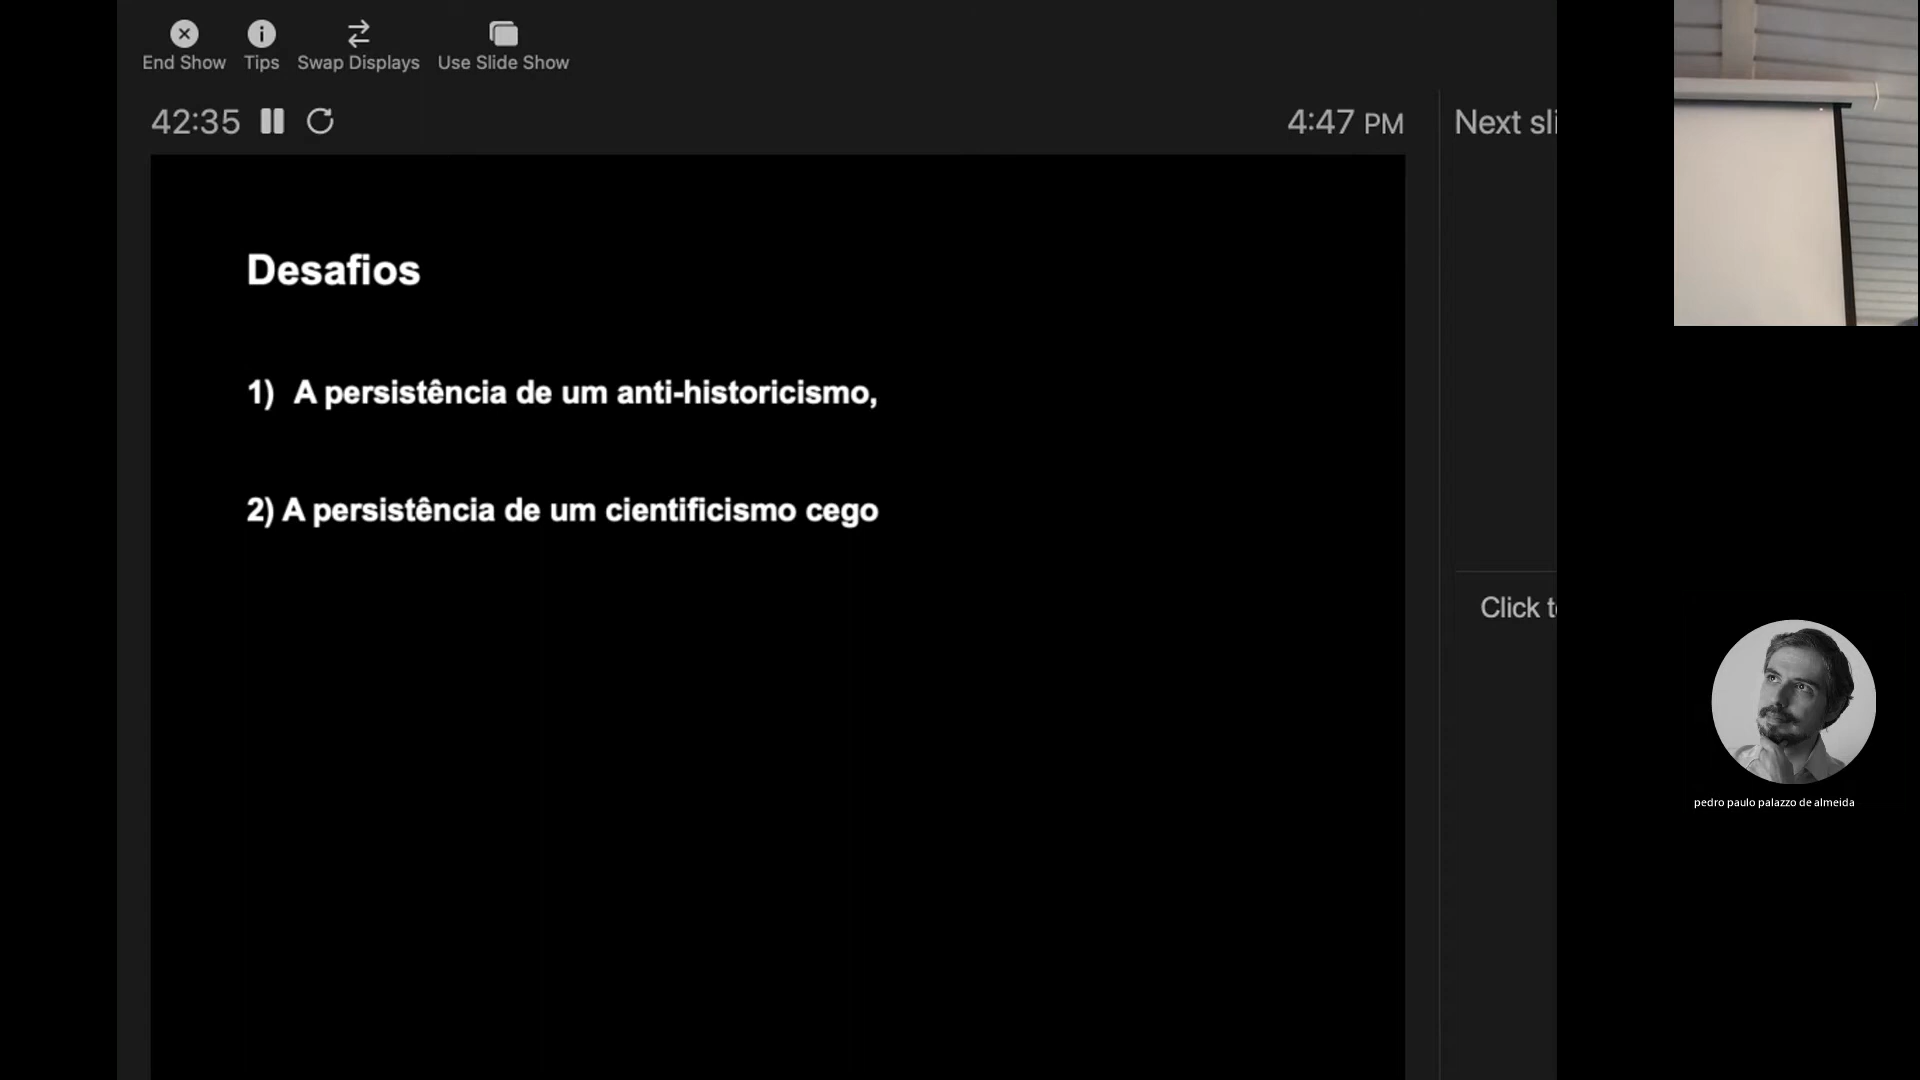 End Show Tips Swap Displays Use Slide Show
42:35 4:47 PM Next sli
Desafios
1) A persistência de um anti-historicismo,
2) A persistência de um cientificismo cego
Click t
pedro paulo palazzo de almeida